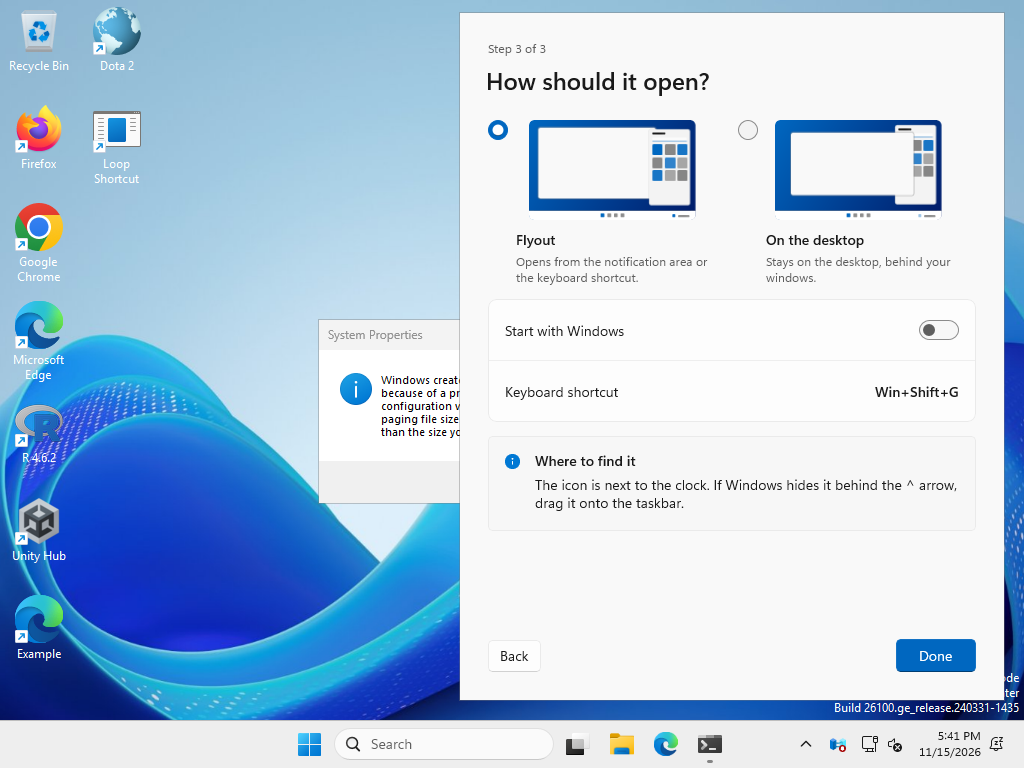 Recycle Bin
Dota 2
Firefox
Loop
Shortcut
Google
Chrome
Microsoft
Edge
R 4.6.2
Unity Hub
Example
System Properties
Windows
because of a
configuration
paging file size
than the size
Step 3 of 3
How should it open?
Flyout
Opens from the notification area or
the keyboard shortcut.
On the desktop
Stays on the desktop, behind your
windows.
Start with Windows
Keyboard shortcut
Win+Shift+G
Where to find it
The icon is next to the clock. If Windows hides it behind the ^ arrow,
drag it onto the taskbar.
Back
Done
Build 26100.ge_release.240331-1435
Search
5:41 PM
11/15/2026